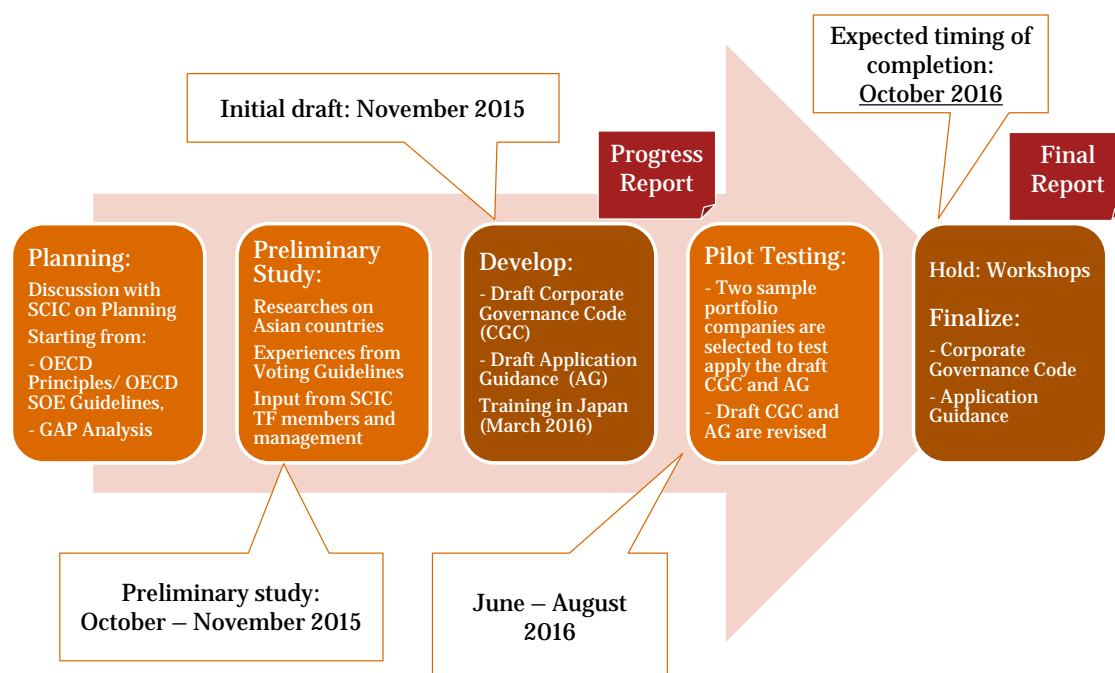 Expected timing of
completion:
October 2016
Initial draft: November 2015
Progress
Report
Final
Report
Planning:
Discussion with
SCIC on Planning
Starting from:
- OECD
Principles/ OECD
SOE Guidelines,
- GAP Analysis
Preliminary
Study:
Researches on
Asian countries
Experiences from
Voting Guidelines
Input from SCIC
TF members and
management
Develop:
- Draft Corporate
Governance Code
(CGC)
- Draft Application
Guidance (AG)
Training in Japan
(March 2016)
Pilot Testing:
- Two sample
portfolio
companies are
selected to test
apply the draft
CGC and AG
- Draft CGC and
AG are revised
Hold: Workshops
Finalize:
- Corporate
Governance Code
- Application
Guidance
Preliminary study:
October – November 2015
June – August
2016